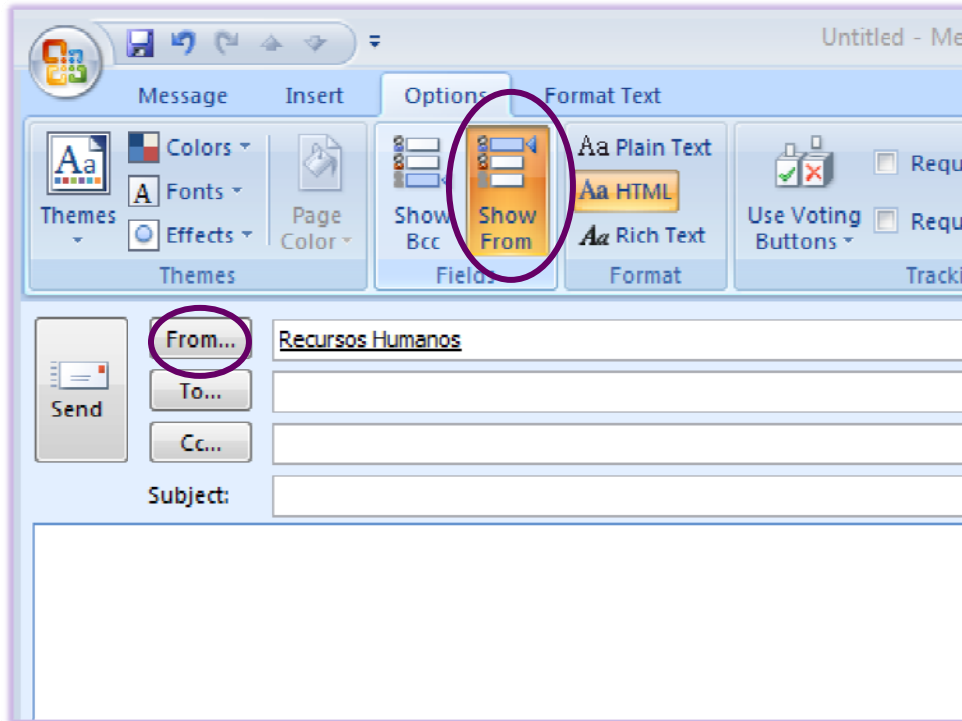 Untitled - Me
Message Insert Options Format Text
Aa Colors Aa Plain Text
A Fonts Aa HTML Requ
Themes Effects Page Color Show Bcc Show From Aa Rich Text Use Voting Buttons Requ
Themes Fields Format Tracki
From... Recursos Humanos
To...
Send
Cc...
Subject: